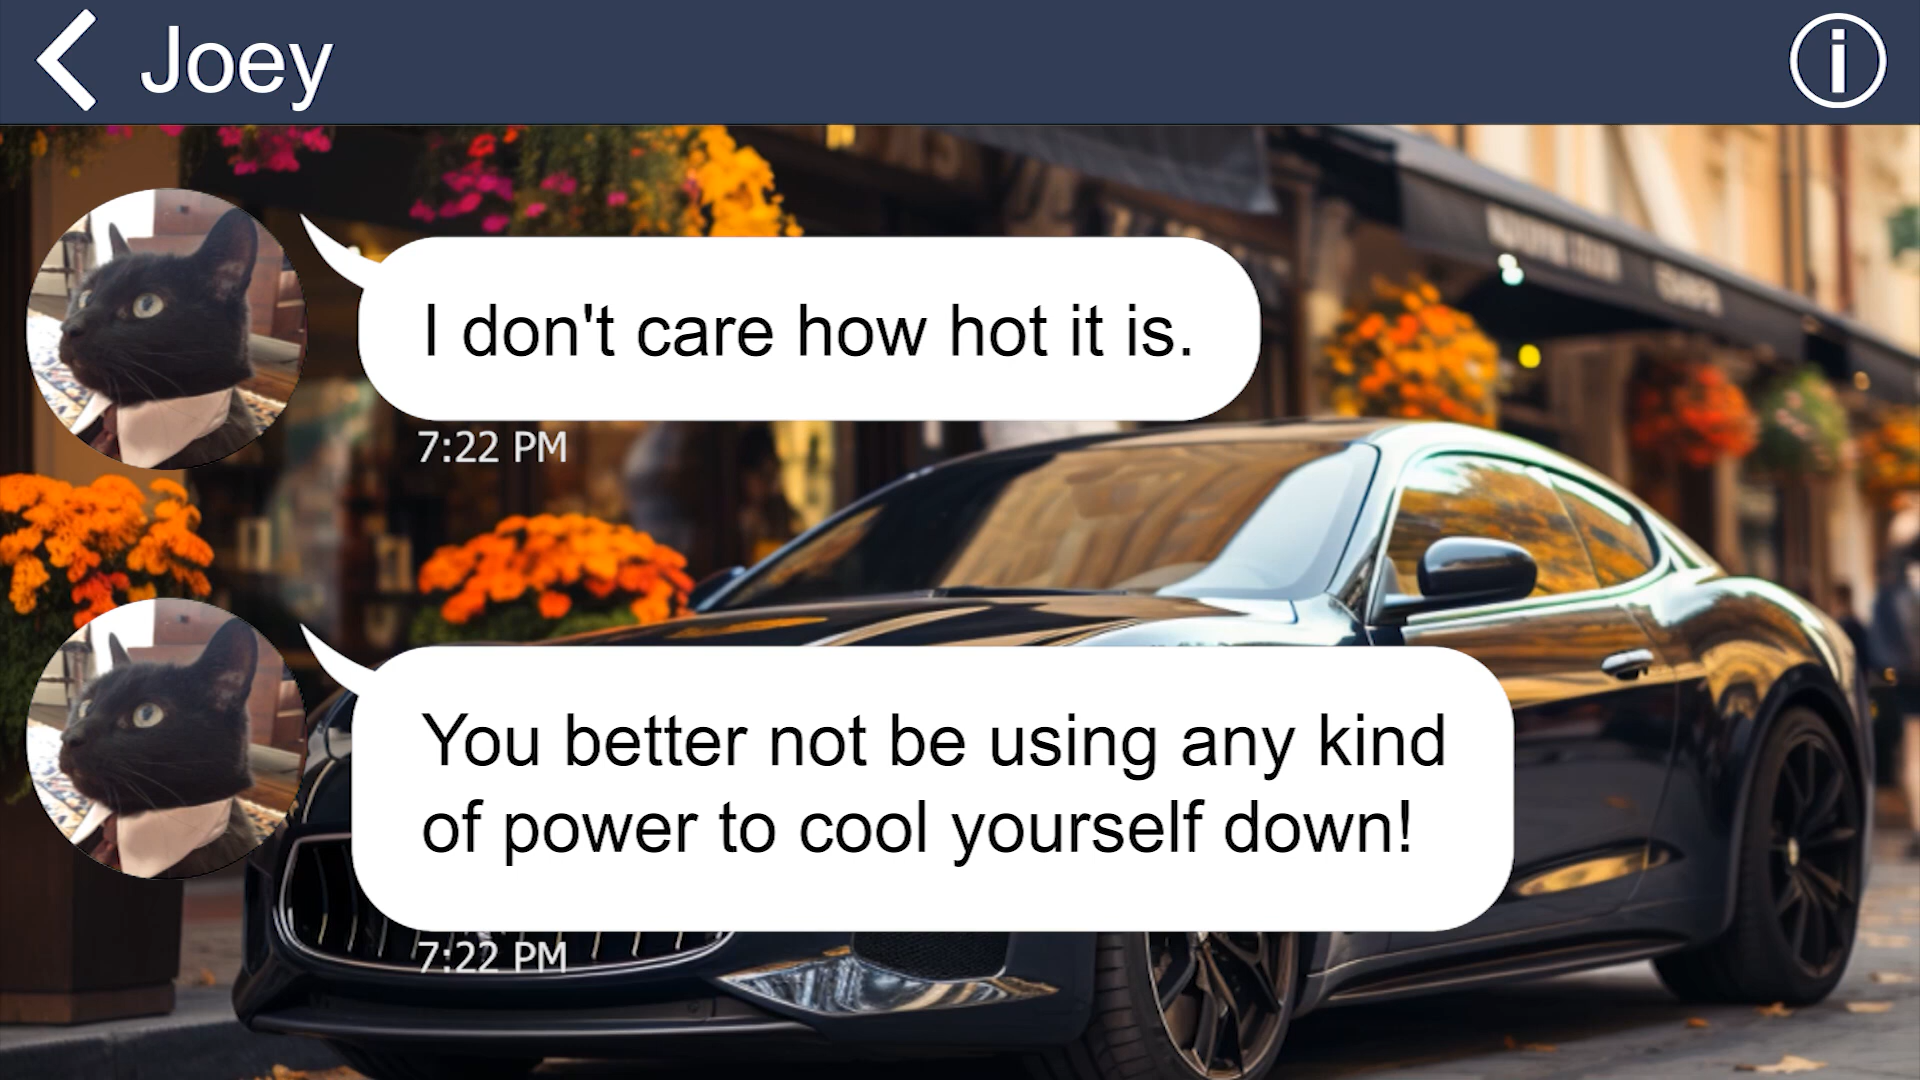 Joey
I don't care how hot it is.
7:22 PM
You better not be using any kind
of power to cool yourself down!
7:22 PM